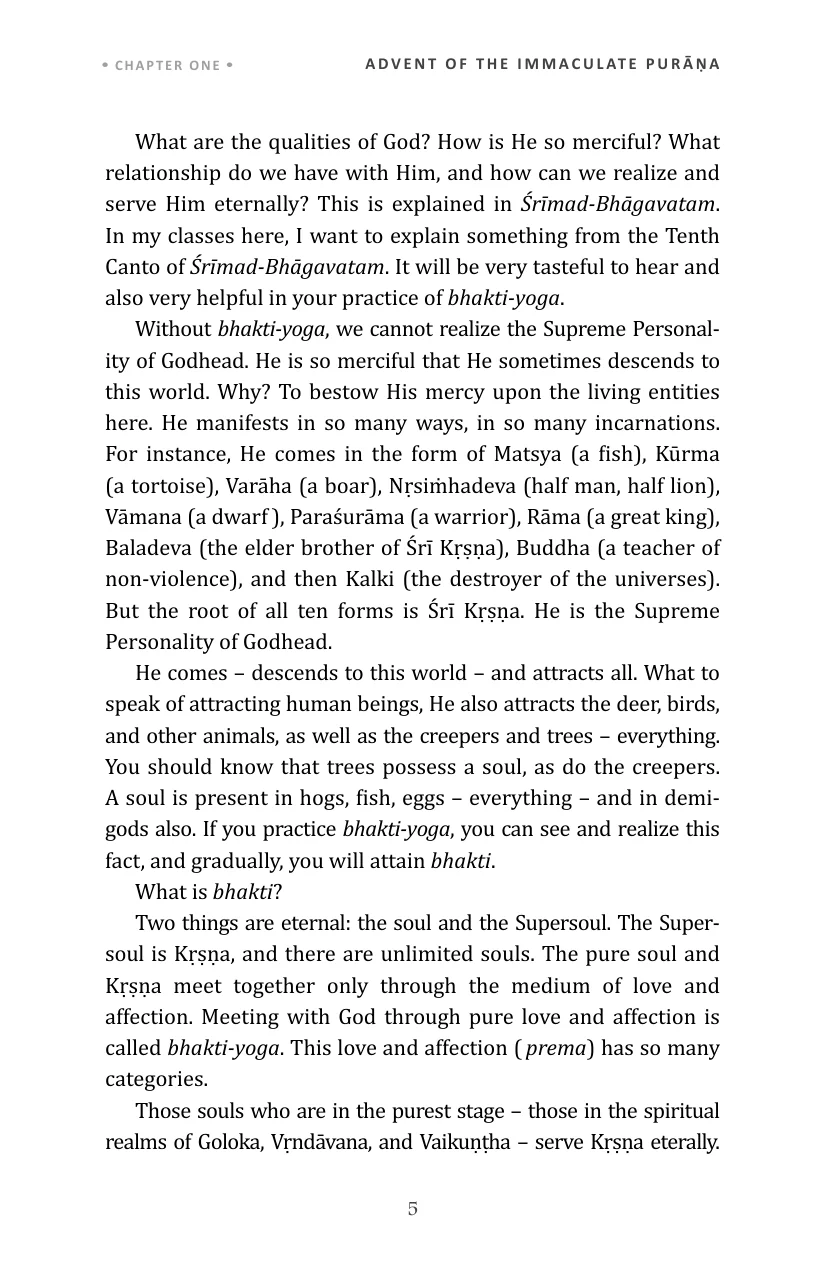 • CHAPTER ONE •
ADVENT OF THE IMMACULATE PURĀṆA
What are the qualities of God? How is He so merciful? What
relationship do we have with Him, and how can we realize and
serve Him eternally? This is explained in Śrīmad-Bhāgavatam.
In my classes here, I want to explain something from the Tenth
Canto of Śrīmad-Bhāgavatam. It will be very tasteful to hear and
also very helpful in your practice of bhakti-yoga.
Without bhakti-yoga, we cannot realize the Supreme Personal-
ity of Godhead. He is so merciful that He sometimes descends to
this world. Why? To bestow His mercy upon the living entities
here. He manifests in so many ways, in so many incarnations.
For instance, He comes in the form of Matsya (a fish), Kūrma
(a tortoise), Varāha (a boar), Nṛsiṁhadeva (half man, half lion),
Vāmana (a dwarf ), Paraśurāma (a warrior), Rāma (a great king),
Baladeva (the elder brother of Śrī Kṛṣṇa), Buddha (a teacher of
non-violence), and then Kalki (the destroyer of the universes).
But the root of all ten forms is Śrī Kṛṣṇa. He is the Supreme
Personality of Godhead.
He comes – descends to this world – and attracts all. What to
speak of attracting human beings, He also attracts the deer, birds,
and other animals, as well as the creepers and trees – everything.
You should know that trees possess a soul, as do the creepers.
A soul is present in hogs, fish, eggs – everything – and in demi-
gods also. If you practice bhakti-yoga, you can see and realize this
fact, and gradually, you will attain bhakti.
What is bhakti?
Two things are eternal: the soul and the Supersoul. The Super-
soul is Kṛṣṇa, and there are unlimited souls. The pure soul and
Kṛṣṇa meet together only through the medium of love and
affection. Meeting with God through pure love and affection is
called bhakti-yoga. This love and affection ( prema) has so many
categories.
Those souls who are in the purest stage – those in the spiritual
realms of Goloka, Vṛndāvana, and Vaikuṇṭha – serve Kṛṣṇa eterally.
5